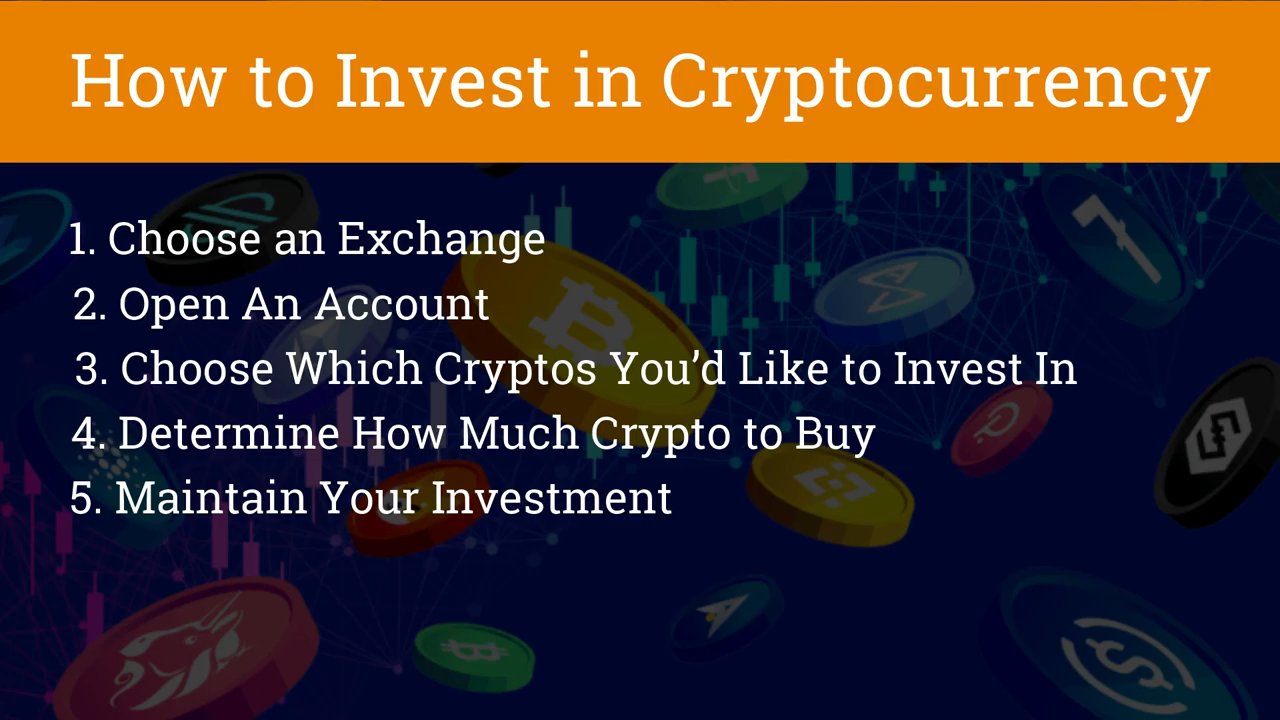 How to Invest in Cryptocurrency
1. Choose an Exchange
2. Open An Account
3. Choose Which Cryptos You’d Like to Invest In
4. Determine How Much Crypto to Buy
5. Maintain Your Investment